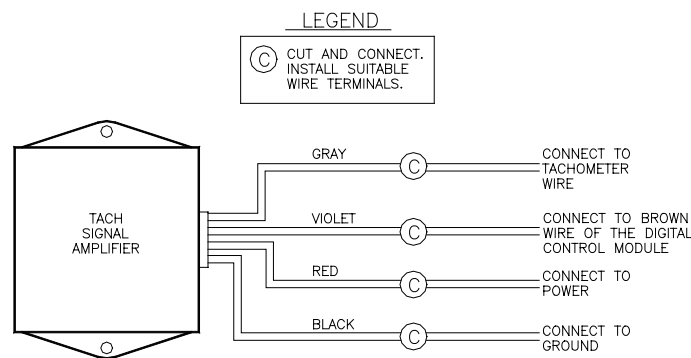 LEGEND
C CUT AND CONNECT.
INSTALL SUITABLE
WIRE TERMINALS.
TACH
SIGNAL
AMPLIFIER
GRAY
C
CONNECT TO
TACHOMETER
WIRE
VIOLET
C
CONNECT TO BROWN
WIRE OF THE DIGITAL
CONTROL MODULE
RED
C
CONNECT TO
POWER
BLACK
C
CONNECT TO
GROUND